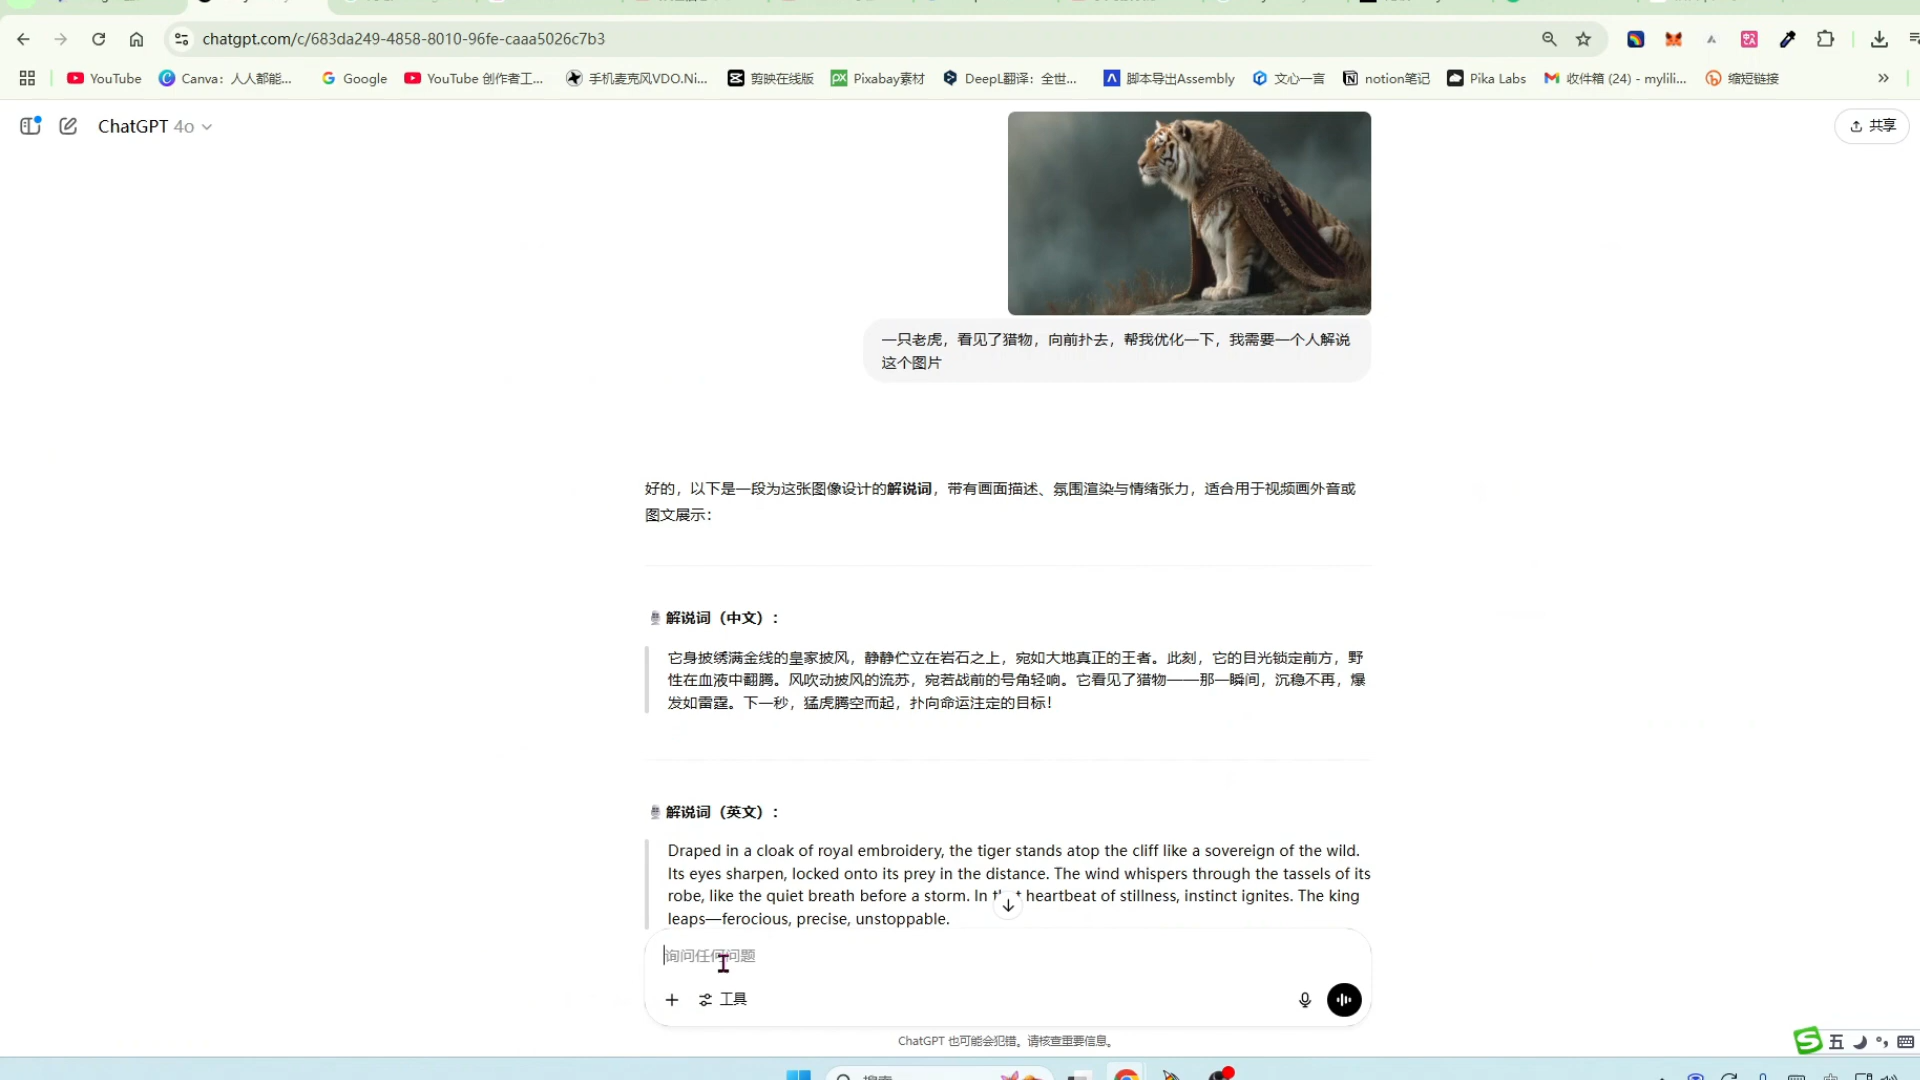 chatgpt.com/c/683da249-4858-8010-96fe-caaa5026c7b3
YouTube
Canva：人人都能...
Google
YouTube 创作者工...
手机麦克风VDO.Ni...
剪映在线版
Pixabay素材
DeepL翻译：全世...
脚本导出Assembly
文心一言
notion笔记
Pika Labs
收件箱 (24) - mylili...
缩短链接
ChatGPT 4o
共享
一只老虎，看见了猎物，向前扑去，帮我优化一下，我需要一个人解说
这个图片
好的，以下是一段为这张图像设计的解说词，带有画面描述、氛围渲染与情绪张力，适合用于视频画外音或
图文展示：
解说词（中文）：
它身披绣满金线的皇家披风，静静伫立在岩石之上，宛如大地真正的王者。此刻，它的目光锁定前方，野
性在血液中翻腾。风吹动披风的流苏，宛若战前的号角轻响。它看见了猎物——那一瞬间，沉稳不再，爆
发如雷霆。下一秒，猛虎腾空而起，扑向命运注定的目标！
解说词（英文）：
Draped in a cloak of royal embroidery, the tiger stands atop the cliff like a sovereign of the wild.
Its eyes sharpen, locked onto its prey in the distance. The wind whispers through the tassels of its
robe, like the quiet breath before a storm. In that heartbeat of stillness, instinct ignites. The king
leaps—ferocious, precise, unstoppable.
询问任何问题
工具
ChatGPT 也可能会犯错。请核查重要信息。
五